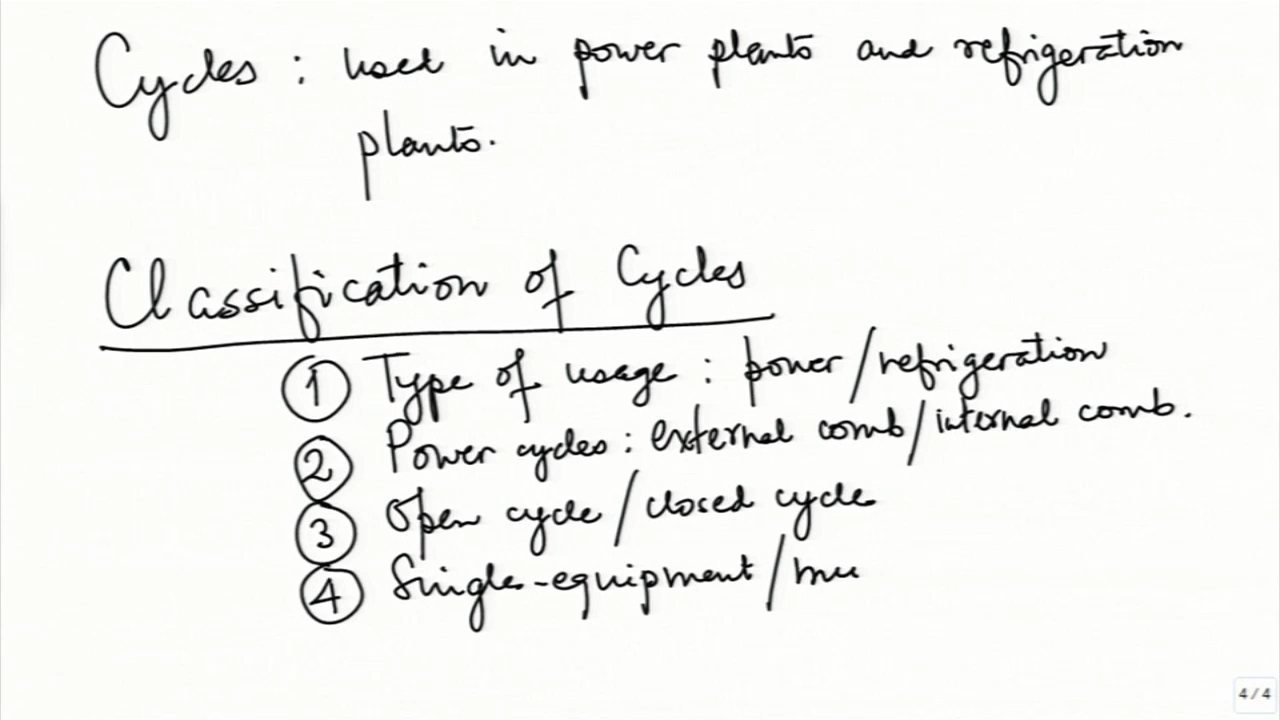 Cycles : used in power plants and refrigeration
plants.
Classification of Cycles
1 Type of usage : power/refrigeration
2 Power cycles : external comb/internal comb.
3 Open cycle/closed cycle
4 Single-equipment/mu
4/4